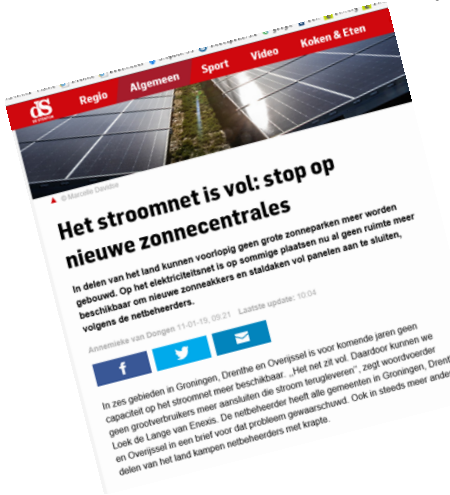 dS
Regio
Algemeen
Sport
Video
Koken & Eten
© Marcelle Davidse
Het stroomnet is vol: stop op
nieuwe zonnecentrales
In delen van het land kunnen voorlopig geen grote zonneparken meer worden
gebouwd. Op het elektriciteitsnet is op sommige plaatsen nu al geen ruimte meer
beschikbaar om nieuwe zonneakkers en staldaken vol panelen aan te sluiten,
volgens de netbeheerders.
Annemieke van Dongen 11-01-19, 09:21 Laatste update: 10:04
In zes gebieden in Groningen, Drenthe en Overijssel is voor komende jaren geen
capaciteit op het stroomnet meer beschikbaar. ,,Het net zit vol. Daardoor kunnen we
geen grootverbruikers meer aansluiten die stroom terugleveren'', zegt woordvoerder
Loek de Lange van Enexis. De netbeheerder heeft alle gemeenten in Groningen, Drent
en Overijssel in een brief voor dat probleem gewaarschuwd. Ook in steeds meer ander
delen van het land kampen netbeheerders met krapte.